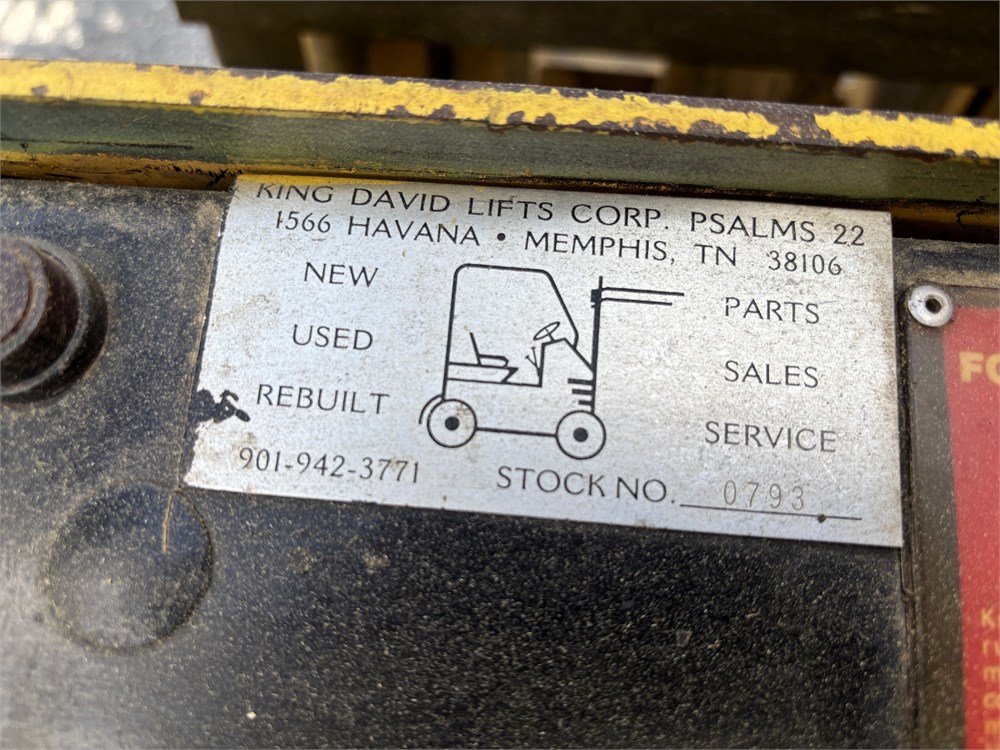 KING DAVID LIFTS CORP. PSALMS 22
1566 HAVANA • MEMPHIS, TN 38106
NEW
PARTS
USED
SALES
REBUILT
SERVICE
901-942-3771
STOCK NO. 0793
FO